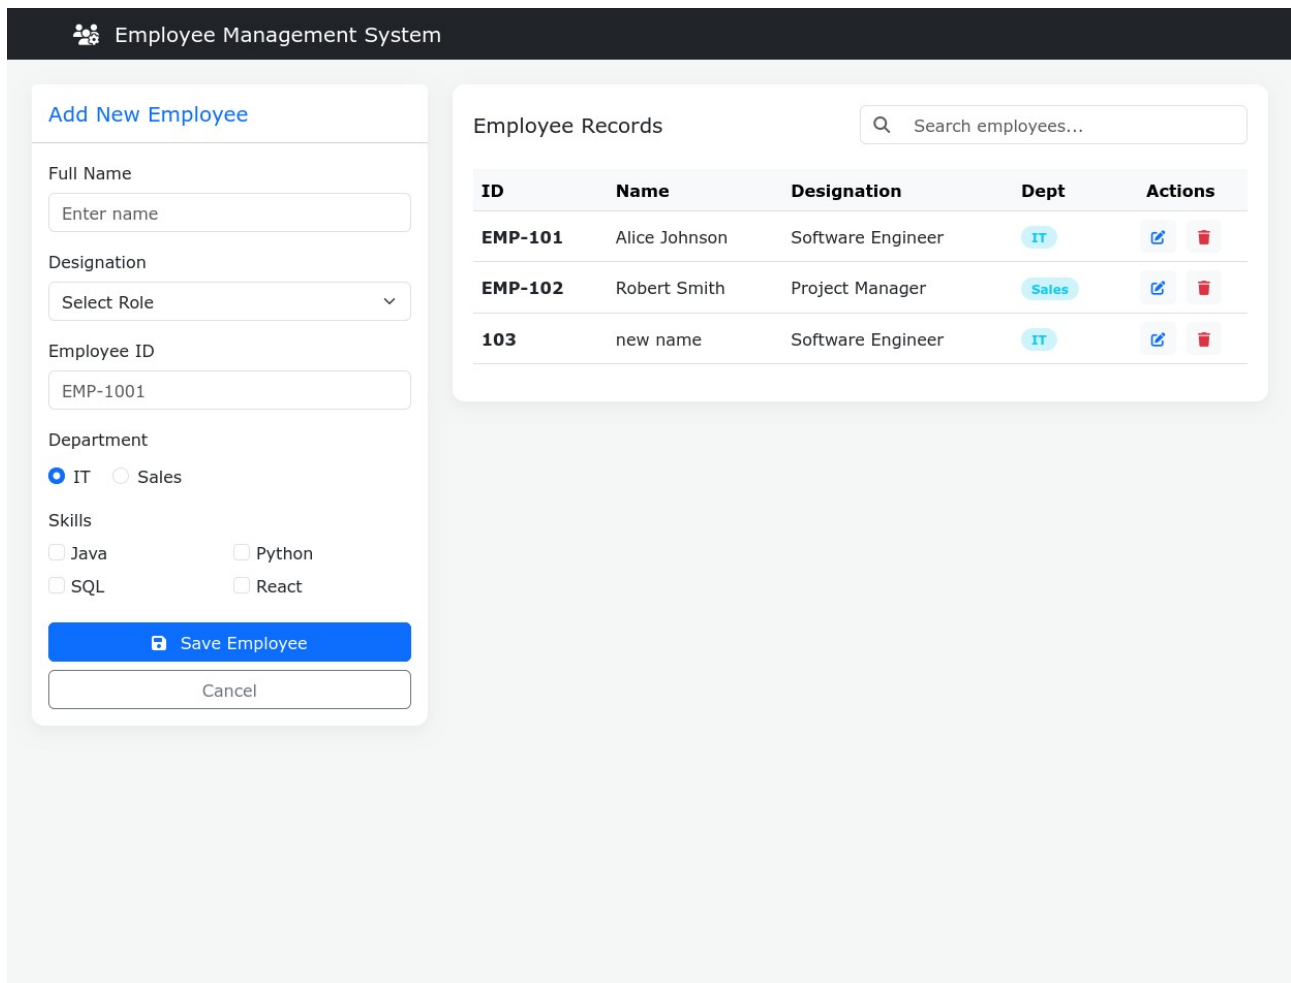 Employee Management System
Add New Employee
Full Name
Enter name
Designation
Select Role
Employee ID
EMP-1001
Department
IT Sales
Skills
Java Python
SQL React
Save Employee
Cancel
Employee Records
Search employees...
ID Name Designation Dept Actions
EMP-101 Alice Johnson Software Engineer IT
EMP-102 Robert Smith Project Manager Sales
103 new name Software Engineer IT